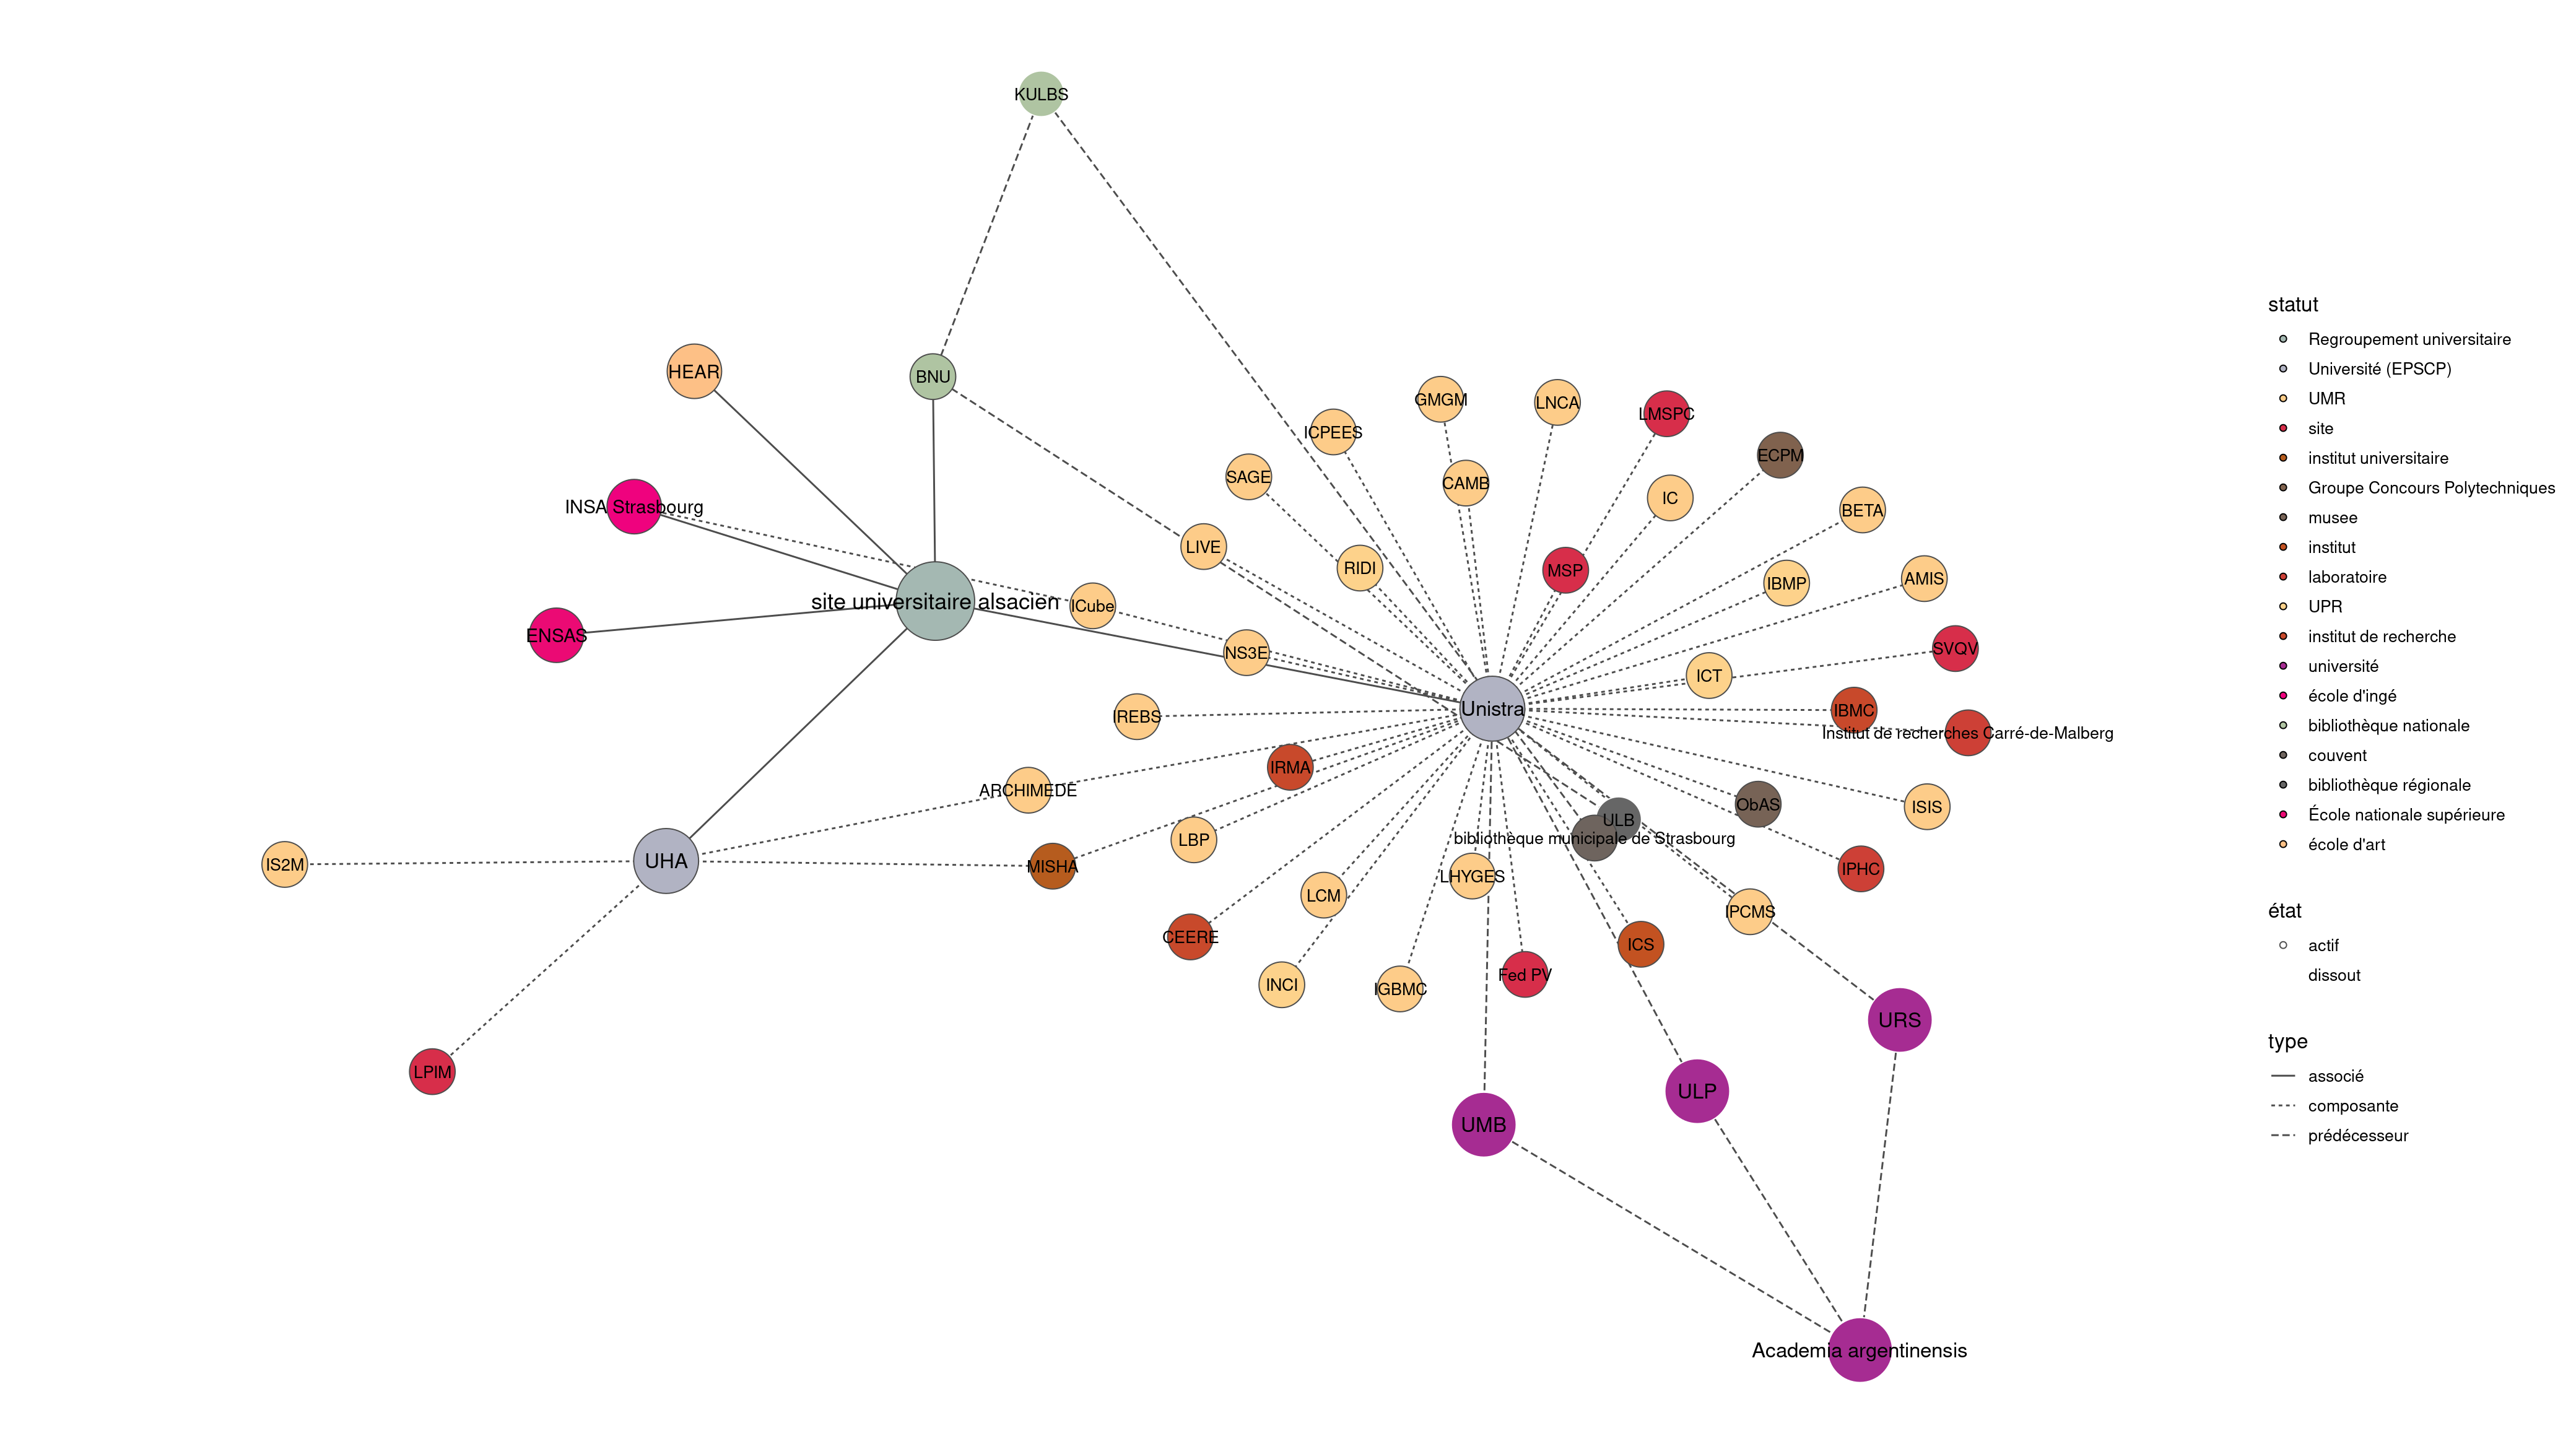 KULBS
HEAR
BNU
GMGM
LNCA
LMSPC
ICPEES
ECPM
SAGE
CAMB
IC
INSA Strasbourg
BETA
LIVE
RIDI
MSP
IBMP
AMIS
site universitaire alsacien
ICube
ENSAS
NS3E
SVQV
ICT
IREBS
Unistra
IBMC
Institut de recherches Carré-de-Malberg
IRMA
ARCHIMEDE
ObAS
ISIS
ULB
bibliothèque municipale de Strasbourg
LBP
UHA
IS2M
MISHA
IPHC
LHYGES
LCM
IPCMS
CEERE
ICS
Fed PV
INCI
IGBMC
URS
LPIM
ULP
UMB
Academia argentinensis
statut
Regroupement universitaire
Université (EPSCP)
UMR
site
institut universitaire
Groupe Concours Polytechniques
musee
institut
laboratoire
UPR
institut de recherche
université
école d'ingé
bibliothèque nationale
couvent
bibliothèque régionale
École nationale supérieure
école d'art
état
actif
dissout
type
associé
composante
prédécesseur